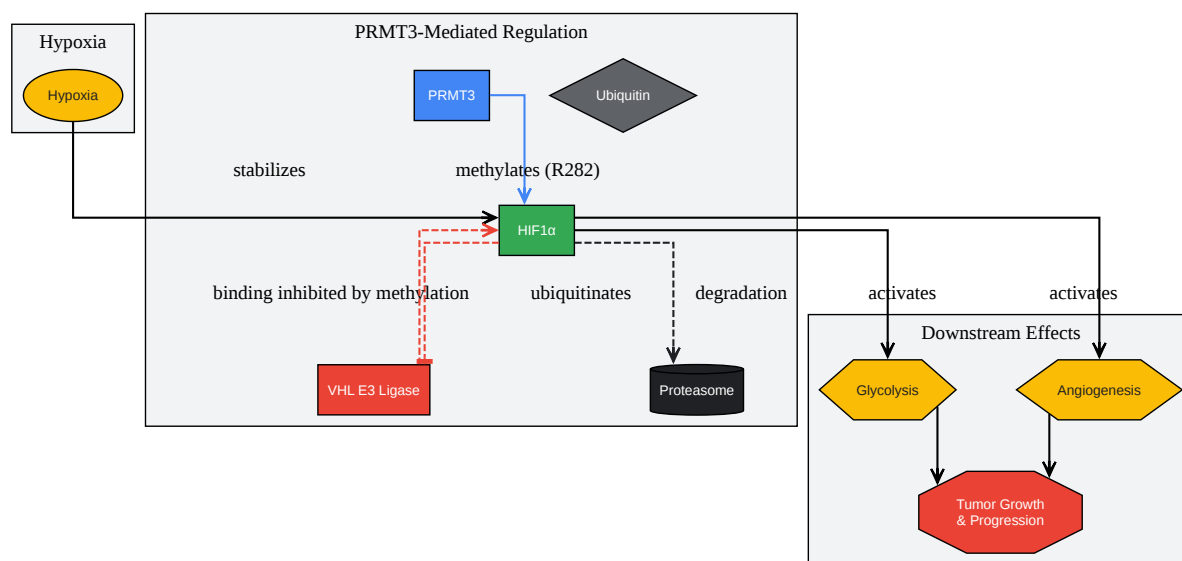 Hypoxia
PRMT3-Mediated Regulation
Hypoxia
PRMT3
Ubiquitin
stabilizes
methylates (R282)
HIF1α
binding inhibited by methylation
ubiquitinates
degradation
activates
activates
Downstream Effects
VHL E3 Ligase
Proteasome
Glycolysis
Angiogenesis
Tumor Growth
& Progression